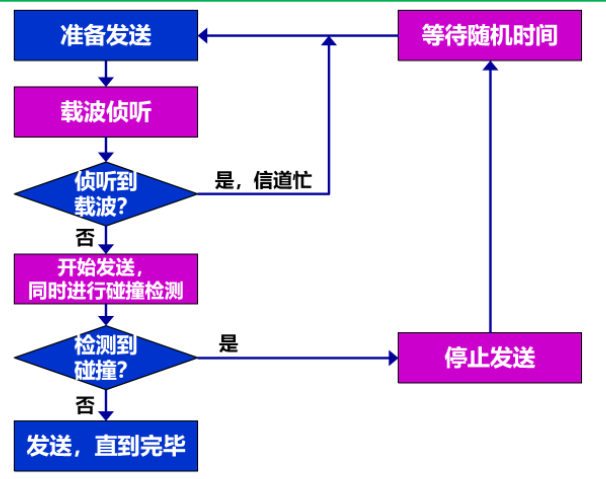 准备发送
等待随机时间
载波侦听
侦听到
载波?
是，信道忙
否
开始发送，
同时进行碰撞检测
检测到
碰撞?
是
停止发送
否
发送，直到完毕